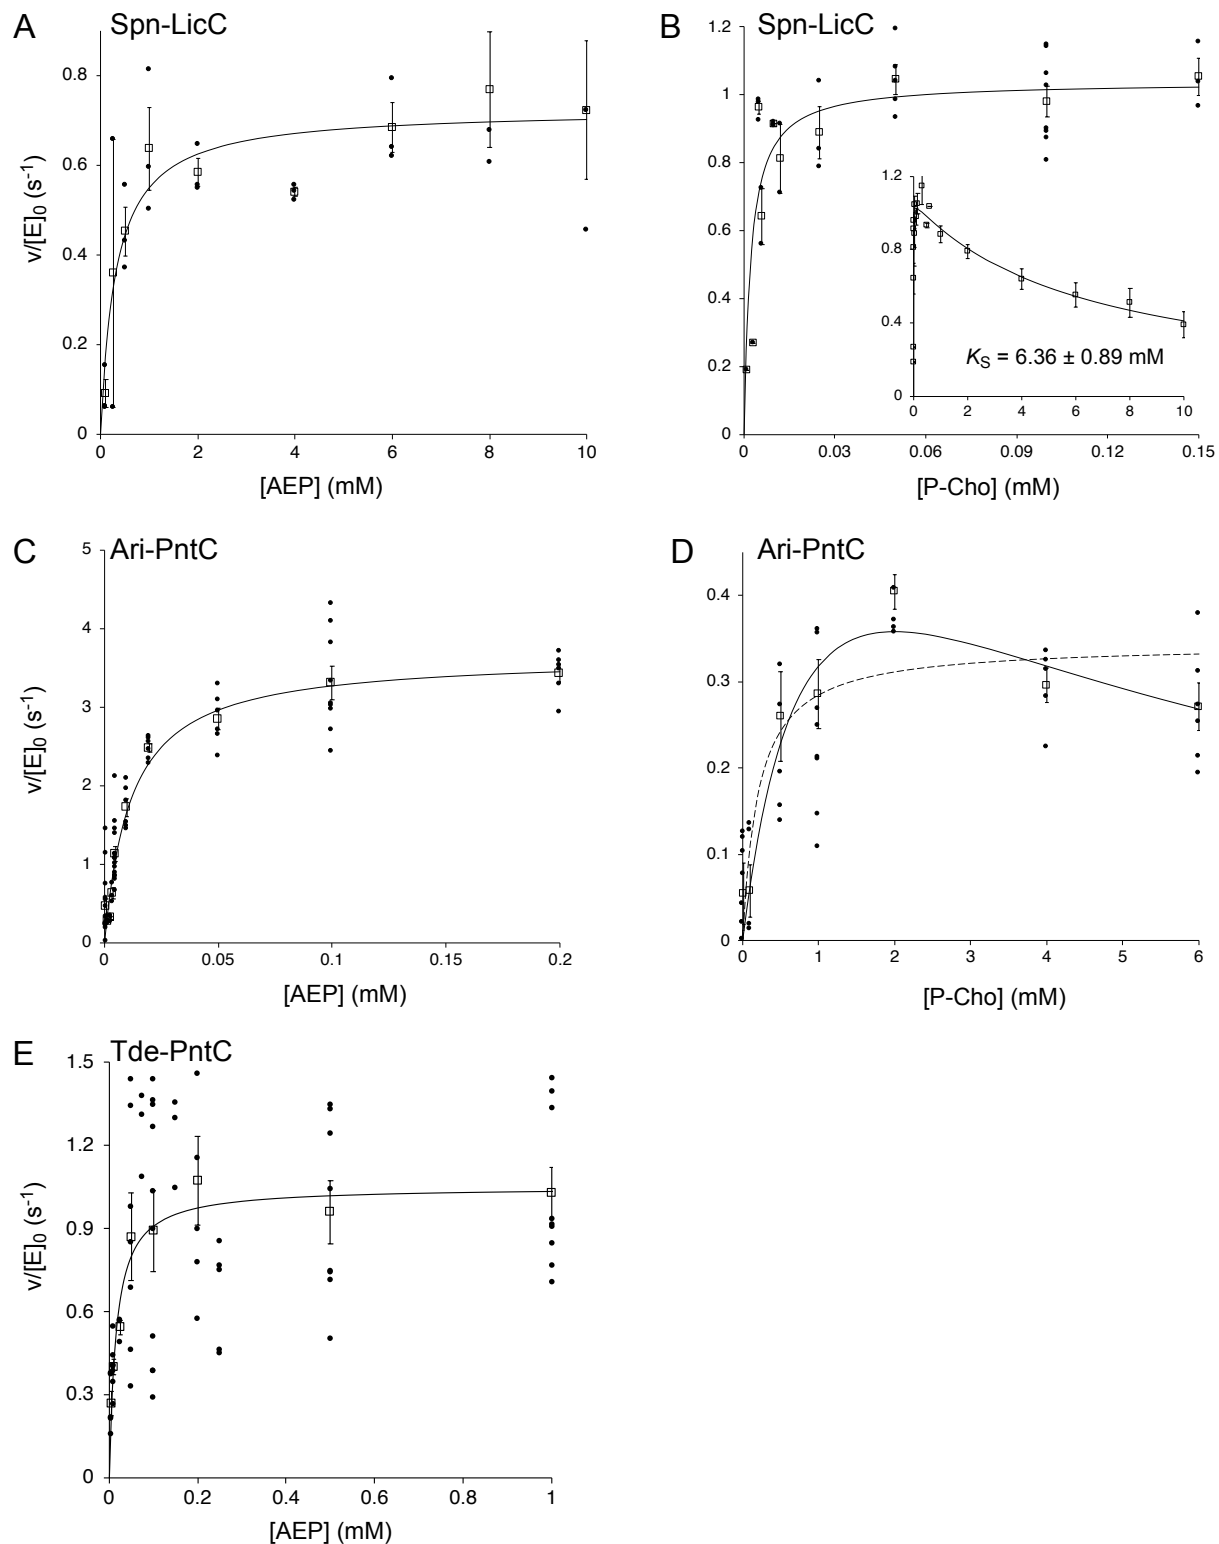 A Spn-LicC
0.8
0.6
0.4
0.2
0
v/[E]₀ (s⁻¹)
0 2 4 6 8 10
[AEP] (mM)
B Spn-LicC
1.2
1
0.8
0.6
0.4
0.2
0
1.2
0.8
0.4
0
K_S = 6.36 ± 0.89 mM
0 2 4 6 8 10
0 0.03 0.06 0.09 0.12 0.15
[P-Cho] (mM)
C Ari-PntC
5
4
3
2
1
0
v/[E]₀ (s⁻¹)
0 0.05 0.1 0.15 0.2
[AEP] (mM)
D Ari-PntC
0.4
0.3
0.2
0.1
0
0 1 2 3 4 5 6
[P-Cho] (mM)
E Tde-PntC
1.5
1.2
0.9
0.6
0.3
0
v/[E]₀ (s⁻¹)
0 0.2 0.4 0.6 0.8 1
[AEP] (mM)